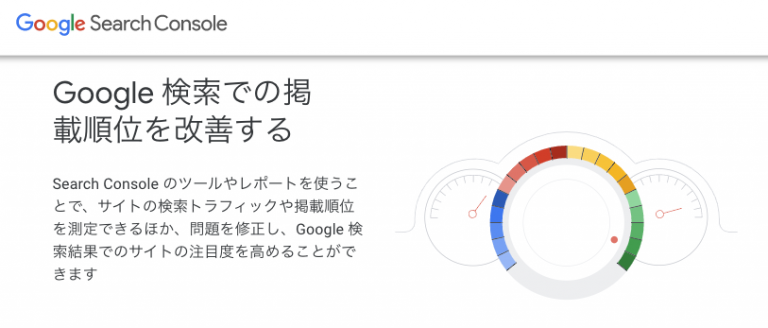 Google Search Console
Google 検索での掲
載順位を改善する
Search Console のツールやレポートを使うこ
とで、サイトの検索トラフィックや掲載順位
を測定できるほか、問題を修正し、Google 検
索結果でのサイトの注目度を高めることがで
きます